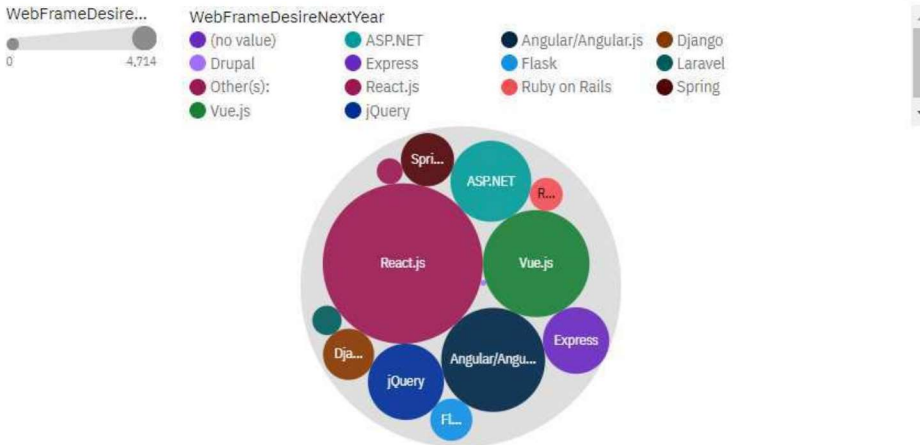 WebFrameDesire...
0 4,714
WebFrameDesireNextYear
(no value) ASP.NET Angular/Angular.js Django
Drupal Express Flask Laravel
Other(s): React.js Ruby on Rails Spring
Vue.js jQuery
Spri...
ASP.NET
R...
React.js
Vue.js
Express
Dja...
Angular/Angu...
jQuery
Fl...